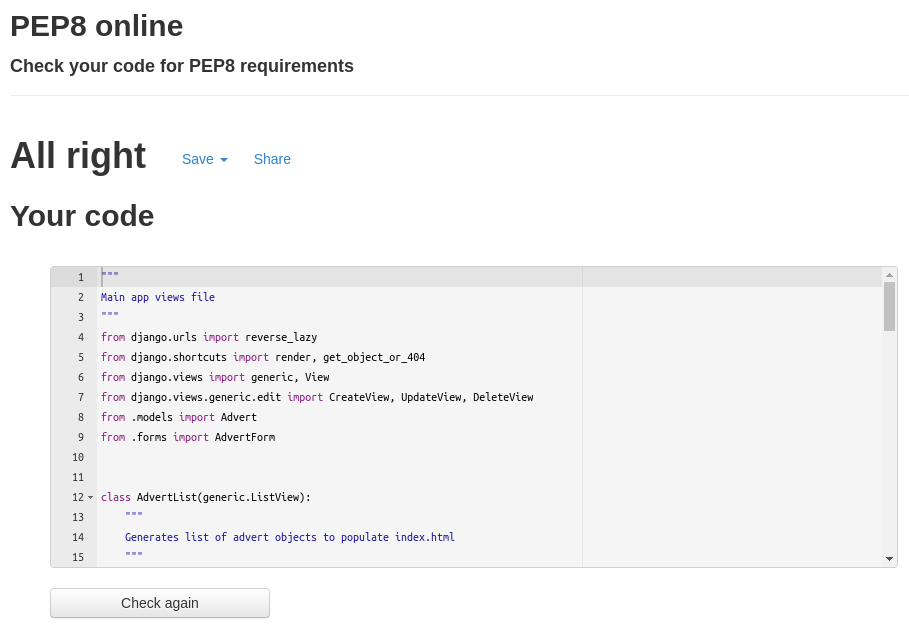 PEP8 online
Check your code for PEP8 requirements
All right Save Share
Your code
1 """
2 Main app views file
3 """
4 from django.urls import reverse_lazy
5 from django.shortcuts import render, get_object_or_404
6 from django.views import generic, View
7 from django.views.generic.edit import CreateView, UpdateView, DeleteView
8 from .models import Advert
9 from .forms import AdvertForm
10
11
12 class AdvertList(generic.ListView):
13 """
14 Generates list of advert objects to populate index.html
15 """
Check again